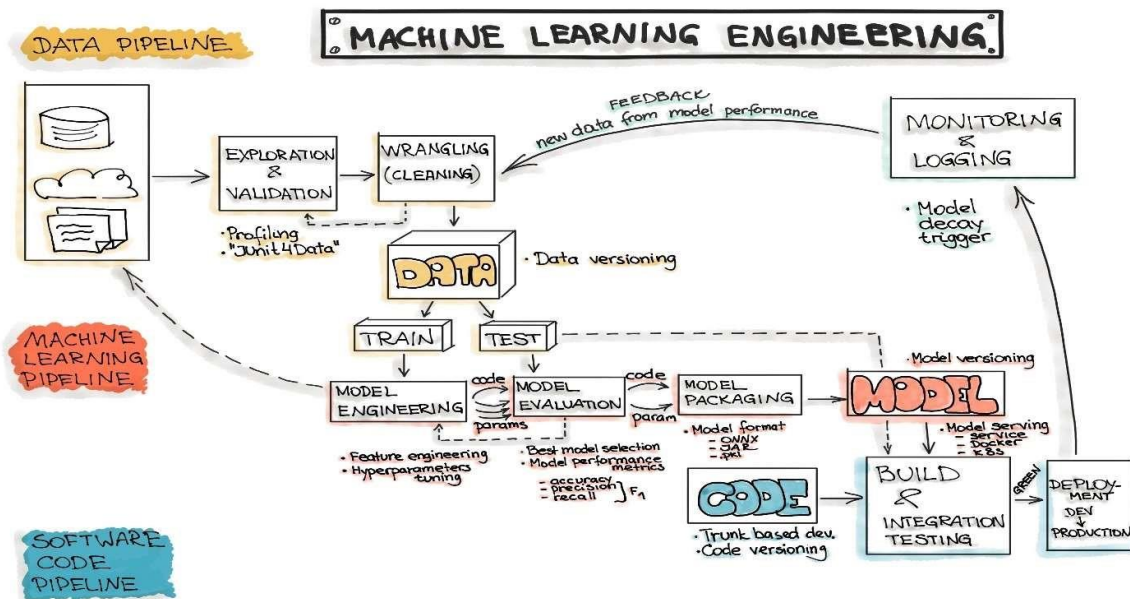 DATA PIPELINE
MACHINE LEARNING ENGINEERING
FEEDBACK
new data from model performance
MONITORING
&
LOGGING
• Model
decay
trigger
EXPLORATION
&
VALIDATION
WRANGLING
(CLEANING)
• Profiling
• "JUnit4Data"
DATA
• Data versioning
TRAIN
TEST
MACHINE
LEARNING
PIPELINE
MODEL
ENGINEERING
code
params
MODEL
EVALUATION
code
param
MODEL
PACKAGING
• Model versioning
MODEL
• Feature engineering
• Hyperparameters
tuning
• Best model selection
• Model performance
metrics
- accuracy
- precision
- recall
F1
• Model format
- ONNX
- JAR
- .pkl
• Model serving
- service
- Docker
- K8S
CODE
• Trunk based dev.
• Code versioning
BUILD
&
INTEGRATION
TESTING
GREEN
DEPLOY-
MENT
DEV
PRODUCTION
SOFTWARE
CODE
PIPELINE